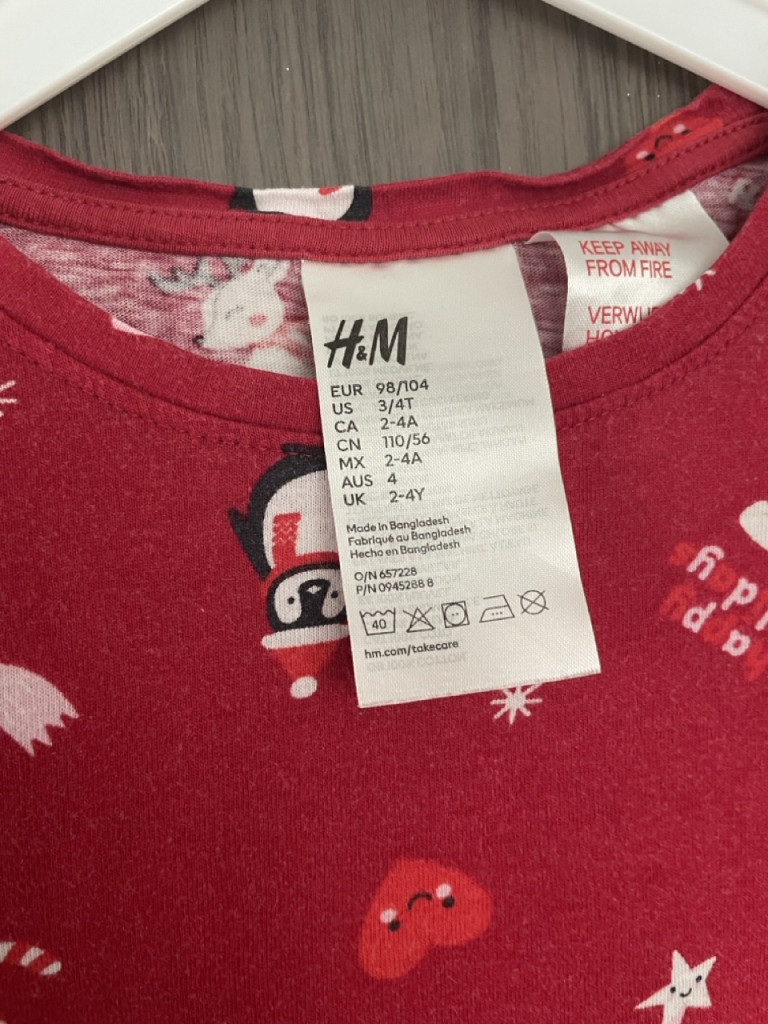 KEEP AWAY
FROM FIRE
H&M
EUR 98/104
US 3/4T
CA 2-4A
CN 110/56
MX 2-4A
AUS 4
UK 2-4Y
Made in Bangladesh
Fabriqué au Bangladesh
Hecho en Bangladesh
O/N 657228
P/N 0945288 8
40
hm.com/takecare